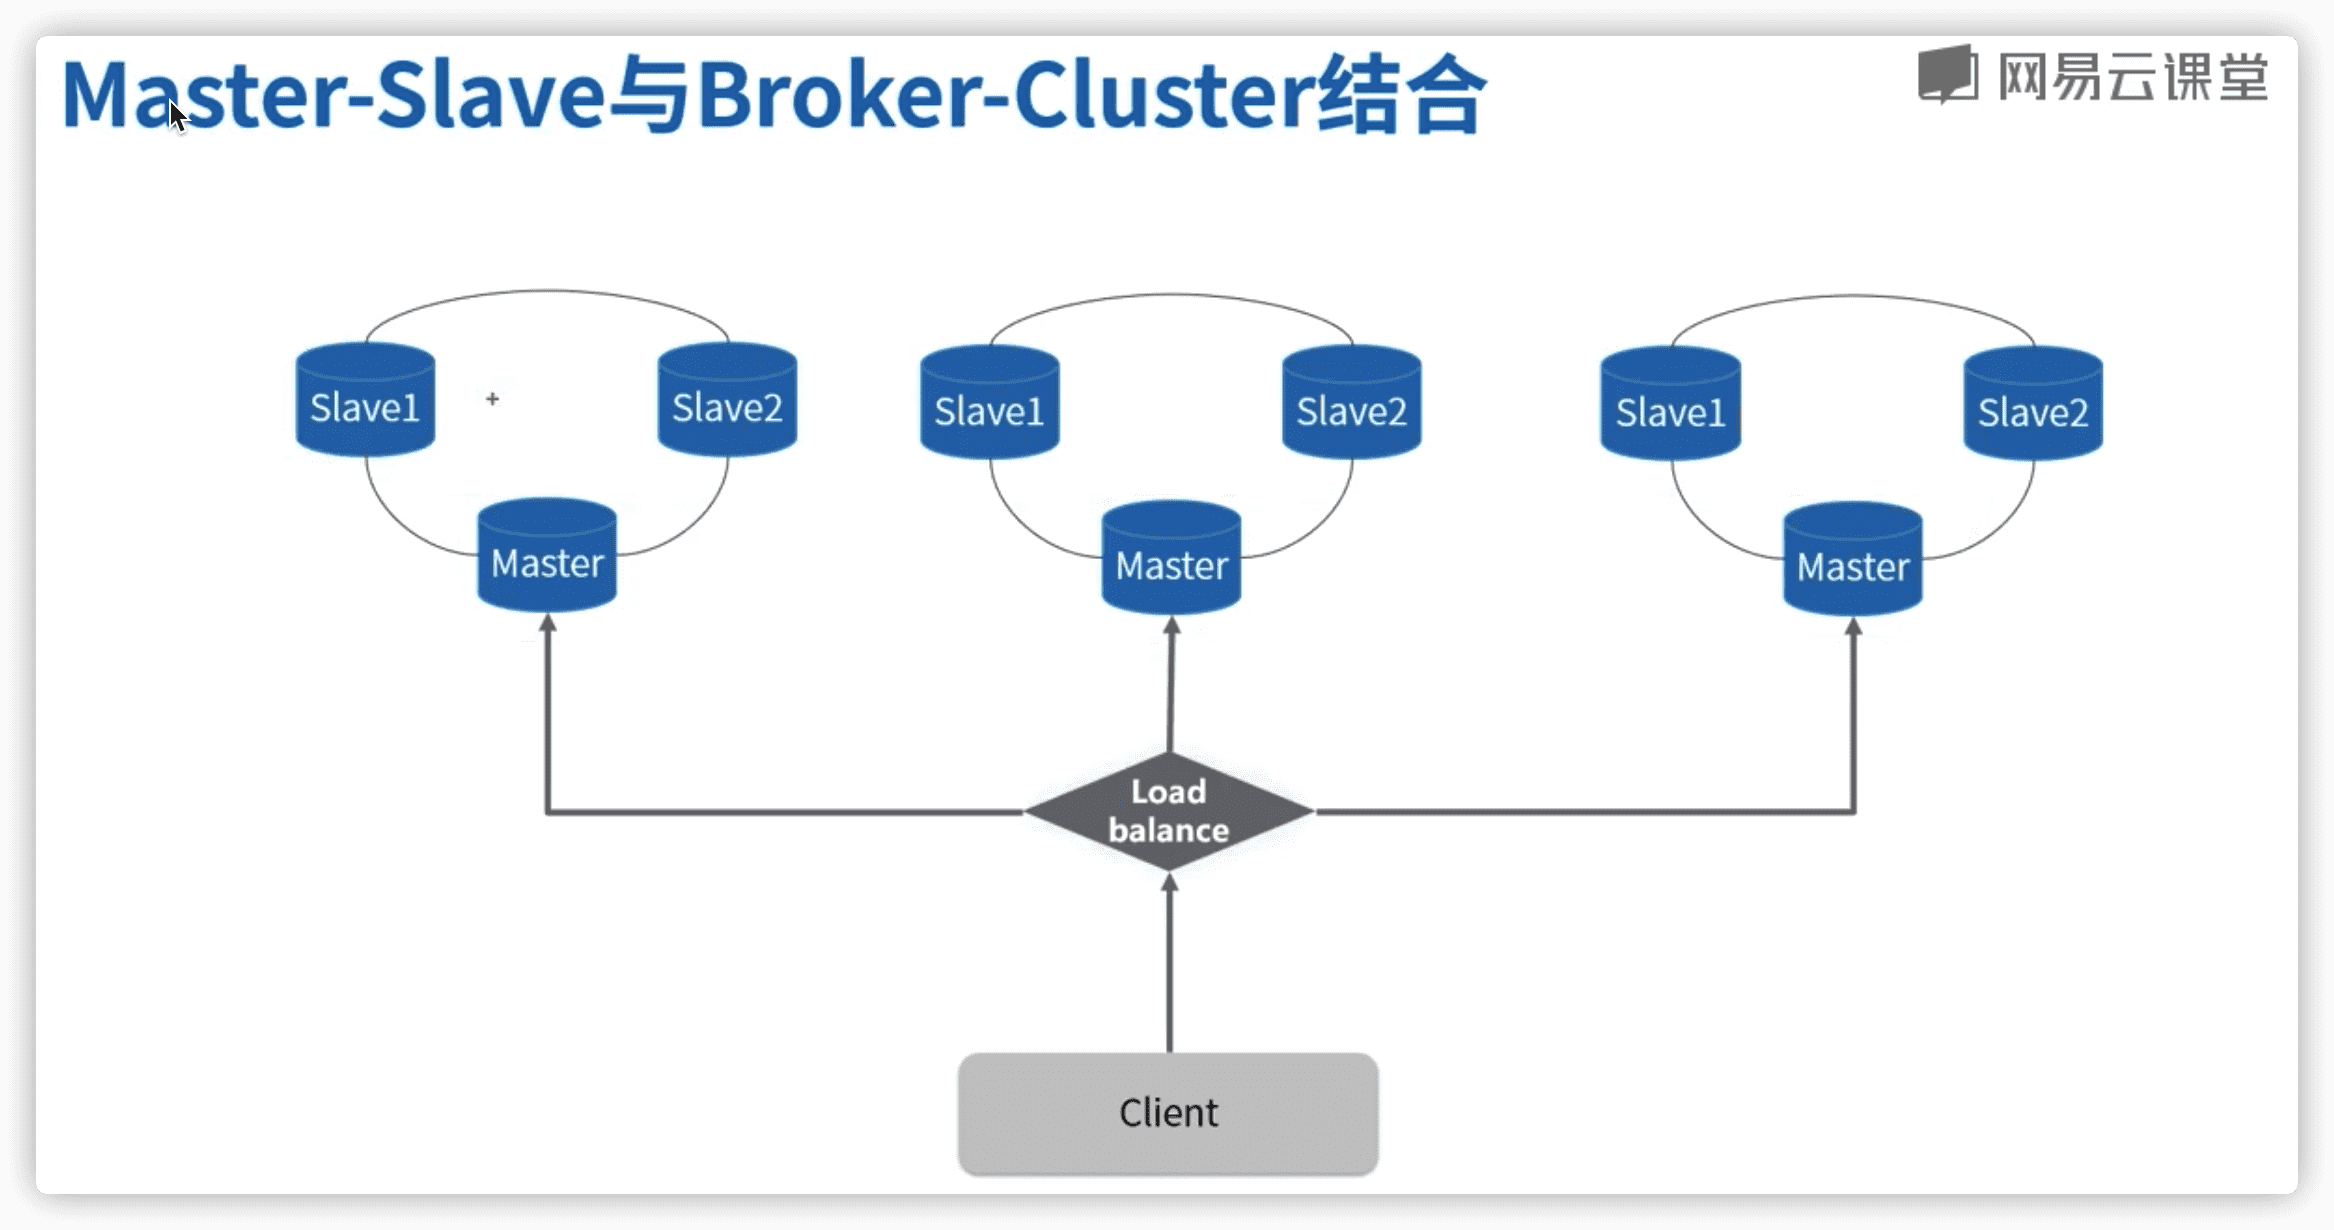 Master-Slave与Broker-Cluster结合
网易云课堂
Slave1
Slave2
Master
Slave1
Slave2
Master
Slave1
Slave2
Master
Load
balance
Client